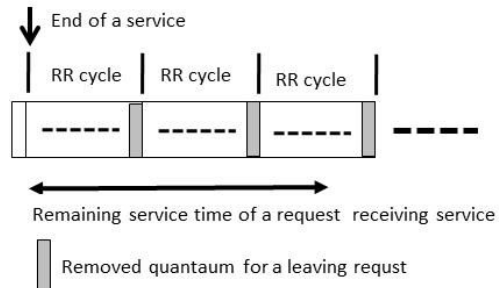 End of a service
RR cycle RR cycle RR cycle
Remaining service time of a request receiving service
Removed quantaum for a leaving requst